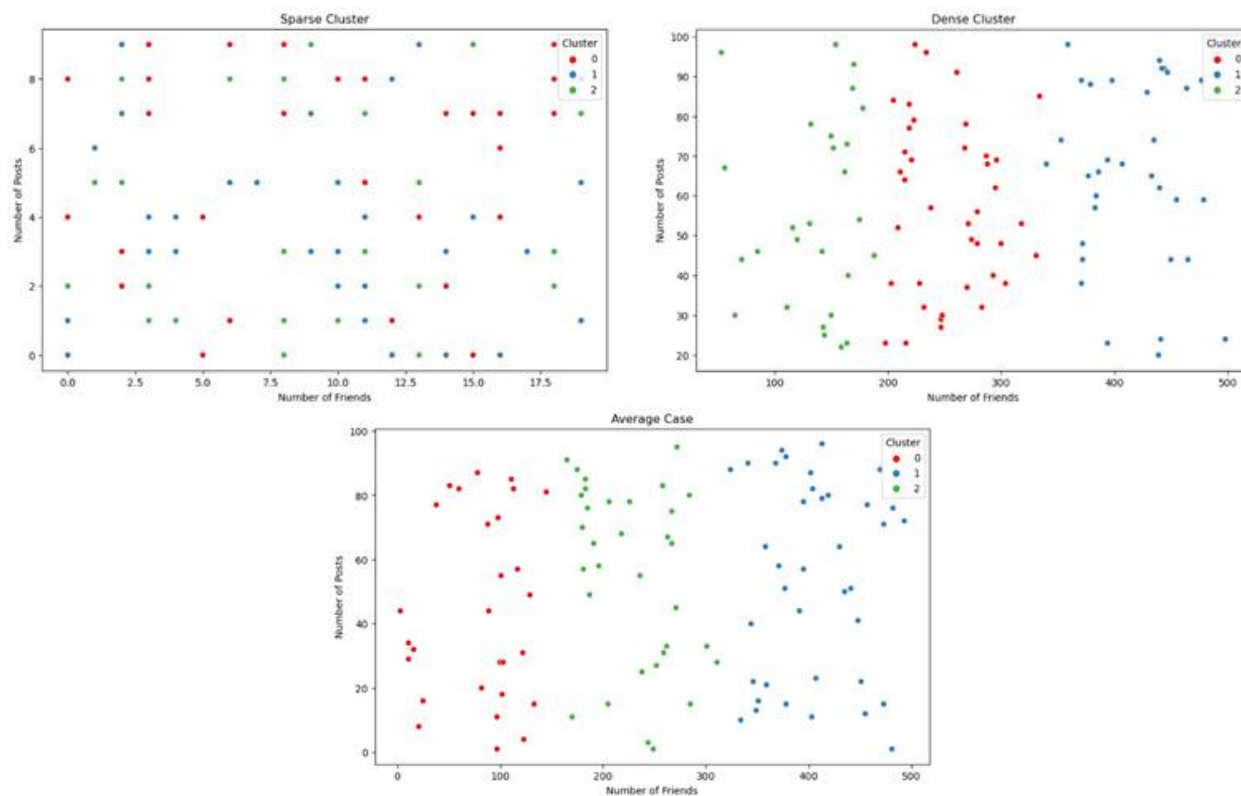 Sparse Cluster
Number of Posts
8
6
4
2
0
Cluster
0
1
2
0.0 2.5 5.0 7.5 10.0 12.5 15.0 17.5
Number of Friends
Dense Cluster
Number of Posts
100
90
80
70
60
50
40
30
20
Cluster
0
1
2
100 200 300 400 500
Number of Friends
Average Case
Number of Posts
100
80
60
40
20
0
Cluster
0
1
2
0 100 200 300 400 500
Number of Friends